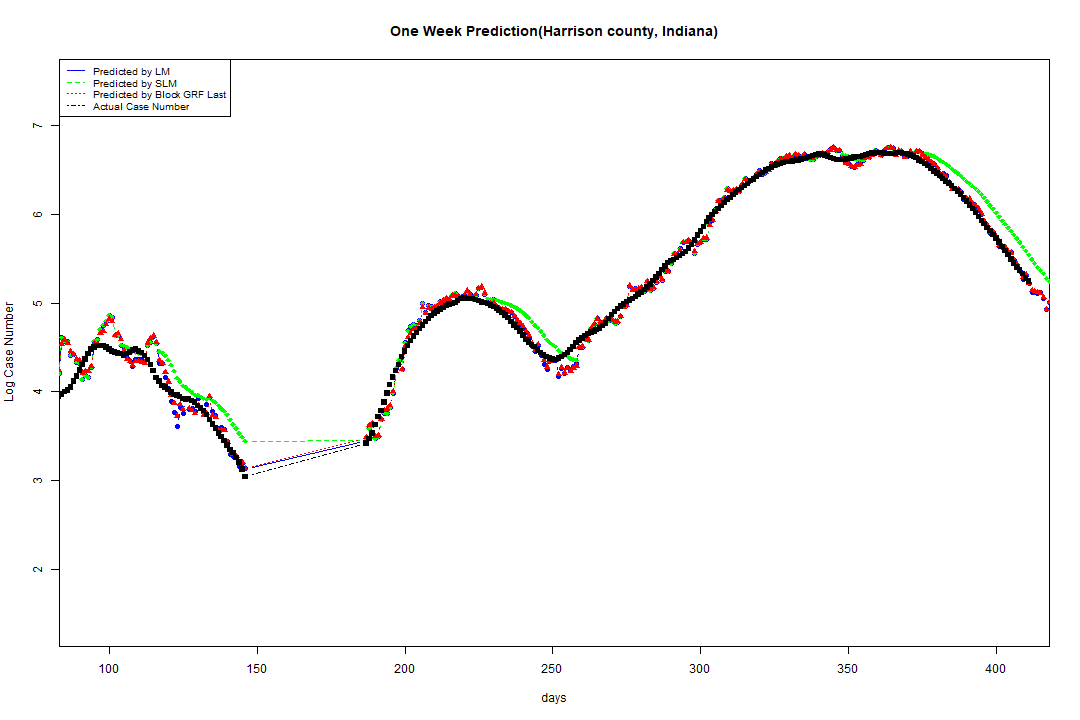 One Week Prediction(Harrison county, Indiana)
Predicted by LM
Predicted by SLM
Predicted by Block GRF Last
Actual Case Number
7
6
5
4
3
2
Log Case Number
100 150 200 250 300 350 400
days